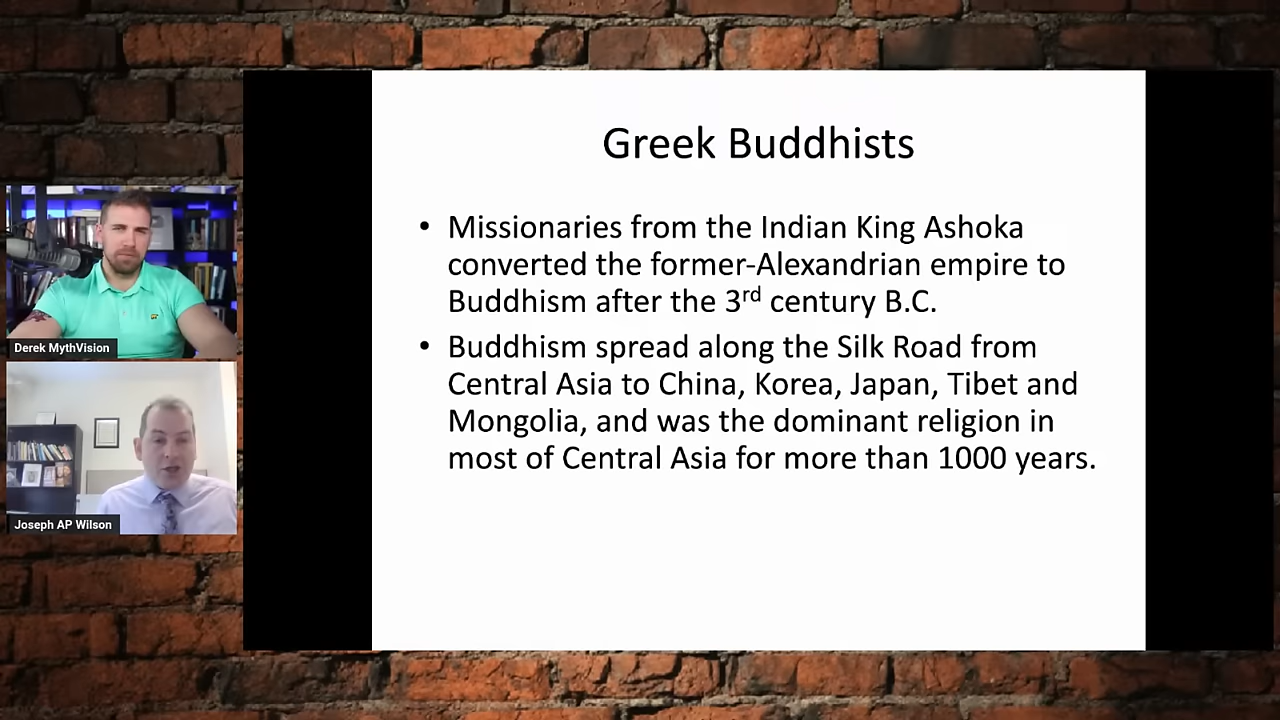 Greek Buddhists
• Missionaries from the Indian King Ashoka
converted the former-Alexandrian empire to
Buddhism after the 3rd century B.C.
• Buddhism spread along the Silk Road from
Central Asia to China, Korea, Japan, Tibet and
Mongolia, and was the dominant religion in
most of Central Asia for more than 1000 years.
Derek MythVision
Joseph AP Wilson